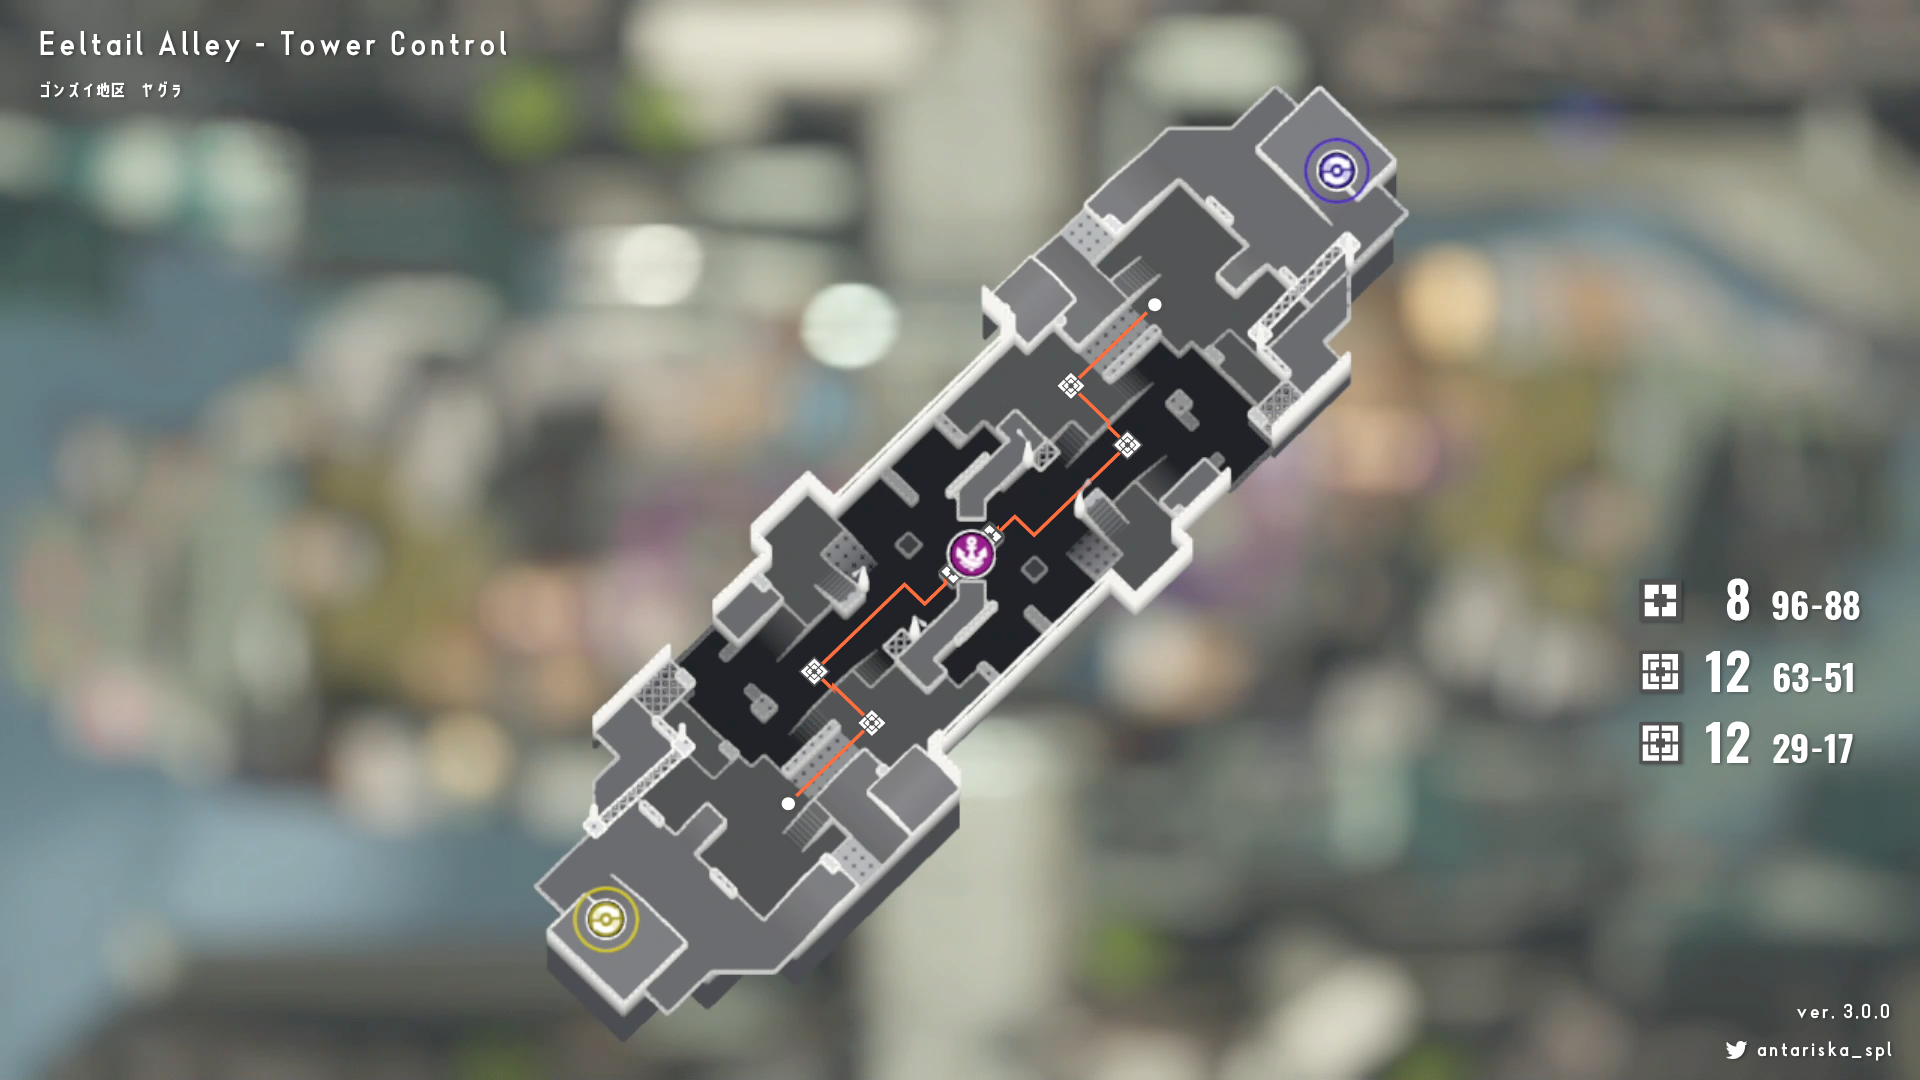 Eeltail Alley - Tower Control
ゴンズイ地区 ヤグラ
8 96-88
12 63-51
12 29-17
ver. 3.0.0
antariska_spl